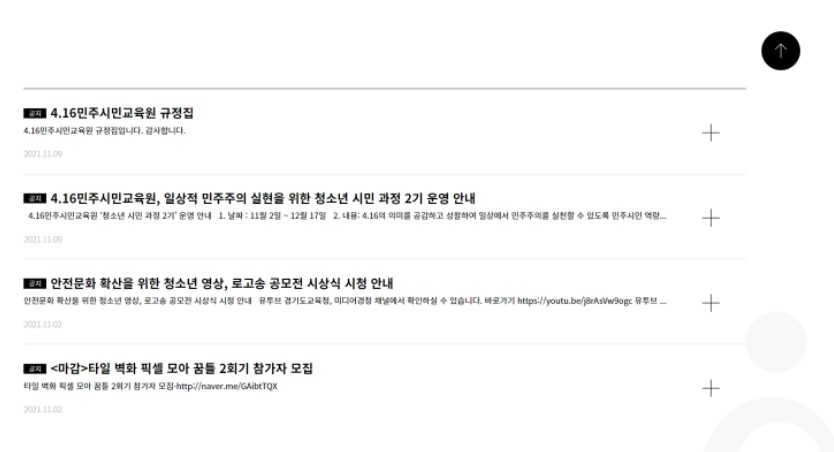 공지 4.16민주시민교육원 규정집
4.16민주시민교육원 규정집입니다. 감사합니다.
2021.11.09
공지 4.16민주시민교육원, 일상적 민주주의 실현을 위한 청소년 시민 과정 2기 운영 안내
4.16민주시민교육원 '청소년 시민 과정 2기' 운영 안내 1. 날짜 : 11월 2일 ~ 12월 17일 2. 내용: 4.16의 의미를 공감하고 성찰하여 일상에서 민주주의를 실천할 수 있도록 민주시민 역량...
2021.11.09
공지 안전문화 확산을 위한 청소년 영상, 로고송 공모전 시상식 시청 안내
안전문화 확산을 위한 청소년 영상, 로고송 공모전 시상식 시청 안내 유투브 경기도교육청, 미디어경청 채널에서 확인하실 수 있습니다. 바로가기 https://youtu.be/j8rAsVw9ogc 유투브 ...
2021.11.02
공지 <마감>타일 벽화 픽셀 모아 꿈틀 2회기 참가자 모집
타일 벽화 픽셀 모아 꿈틀 2회기 참가자 모집-http://naver.me/GAibtTQX
2021.11.02